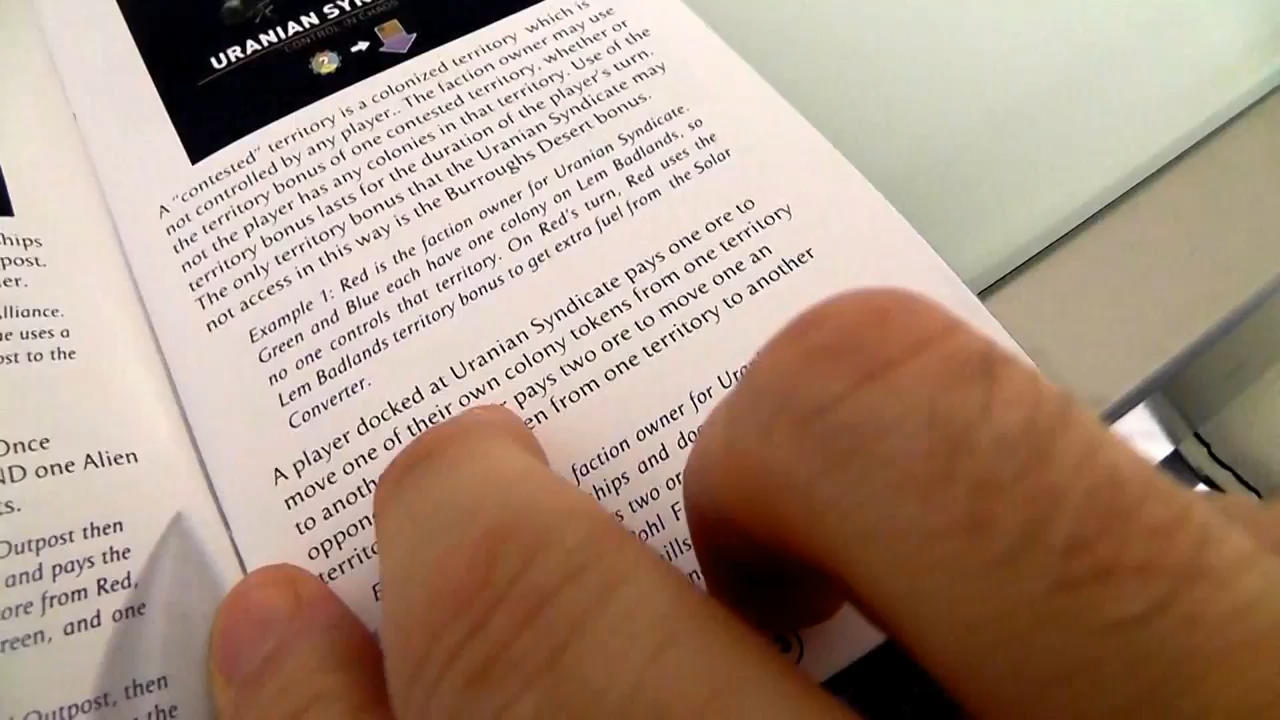 URANIAN SYN
CONTROL IN CHAOS
A "contested" territory is a colonized territory which is
not controlled by any player.. The faction owner may use
the territory bonus of one contested territory, whether or
not the player has any colonies in that territory. Use of the
territory bonus lasts for the duration of the player's turn.
The only territory bonus that the Uranian Syndicate may
not access in this way is the Burroughs Desert bonus.
Example 1: Red is the faction owner for Uranian Syndicate.
Green and Blue each have one colony on Lem Badlands, so
no one controls that territory. On Red's turn, Red uses the
Lem Badlands territory bonus to get extra fuel from the Solar
Converter.
A player docked at Uranian Syndicate pays one ore to
move one of their own colony tokens from one territory
to anoth pays two ore to move one an
oppon en from one territory to another
territo
faction owner for Ura
hips and do
s two or
ohl F
ills
hips
post.
er.
lliance.
ne uses a
ost to the
Once
ND one Alien
ts.
Outpost then
and pays the
ore from Red,
reen, and one
Outpost, then
the